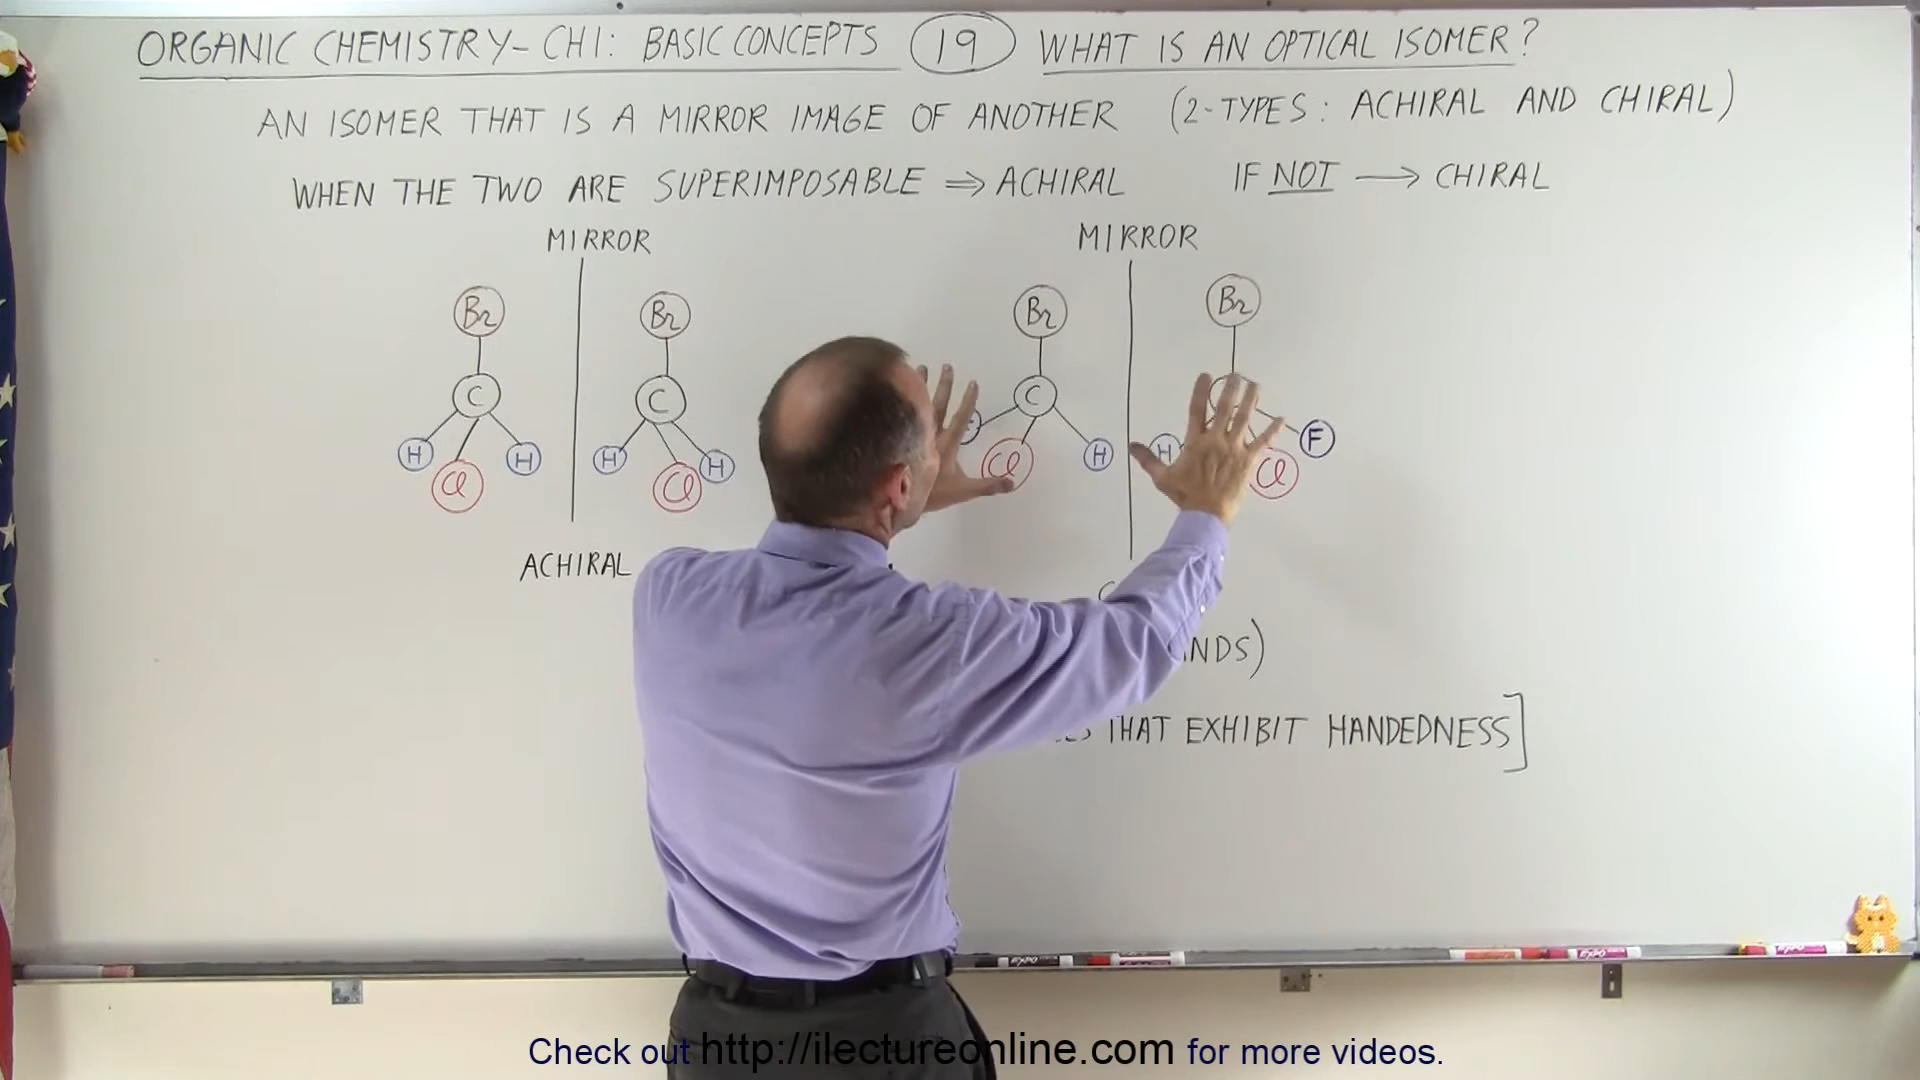 ORGANIC CHEMISTRY - CH1: BASIC CONCEPTS 19 WHAT IS AN OPTICAL ISOMER?
AN ISOMER THAT IS A MIRROR IMAGE OF ANOTHER (2-TYPES: ACHIRAL AND CHIRAL)
WHEN THE TWO ARE SUPERIMPOSABLE ⇒ ACHIRAL IF NOT → CHIRAL
MIRROR MIRROR
Br Br Br Br
C C C
H H H H H H F
Cl Cl Cl Cl
ACHIRAL
NDS)
THAT EXHIBIT HANDEDNESS]
Check out http://ilectureonline.com for more videos.